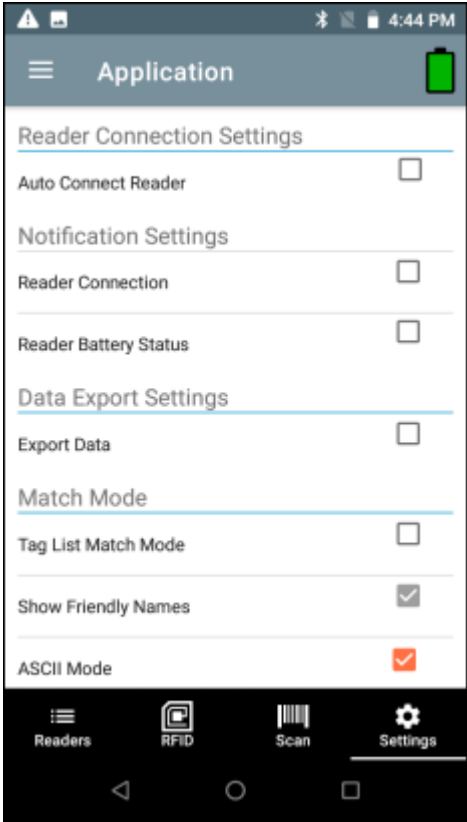 4:44 PM
Application
Reader Connection Settings
Auto Connect Reader
Notification Settings
Reader Connection
Reader Battery Status
Data Export Settings
Export Data
Match Mode
Tag List Match Mode
Show Friendly Names
ASCII Mode
Readers RFID Scan Settings